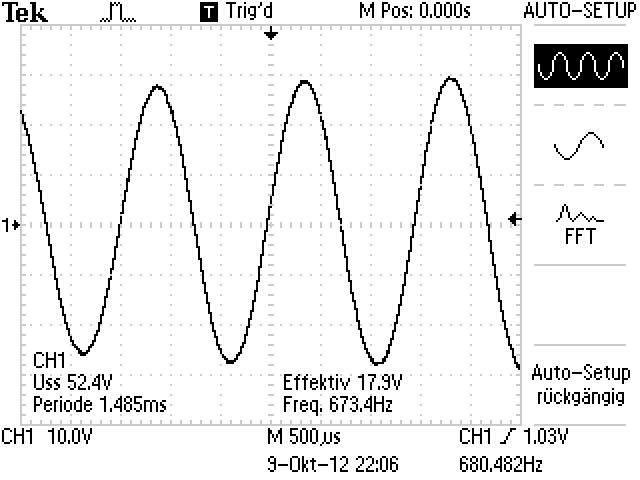 Tek T Trig'd M Pos: 0.000s AUTO-SETUP
1
FFT
CH1
Uss 52.4V Effektiv 17.9V
Periode 1.485ms Freq. 673.4Hz
Auto-Setup
rückgängig
CH1 10.0V M 500µs CH1 1.03V
9-Okt-12 22:06 680.482Hz